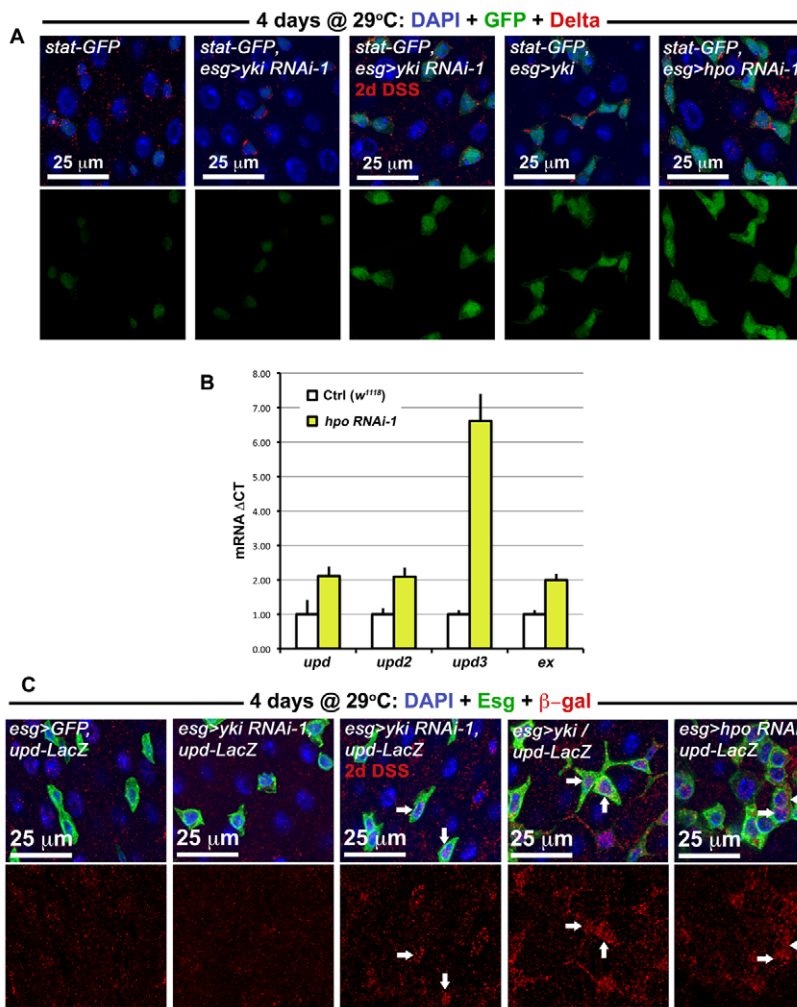 A
4 days @ 29°C: DAPI + GFP + Delta
stat-GFP
stat-GFP,
esg>yki RNAi-1
stat-GFP,
esg>yki RNAi-1
2d DSS
stat-GFP,
esg>yki
stat-GFP,
esg>hpo RNAi-1
25 μm
25 μm
25 μm
25 μm
25 μm
B
8.00
7.00
6.00
5.00
4.00
3.00
2.00
1.00
0.00
mRNA ΔCT
Ctrl (w1118)
hpo RNAi-1
upd
upd2
upd3
ex
C
4 days @ 29°C: DAPI + Esg + β-gal
esg>GFP,
upd-LacZ
esg>yki RNAi-1,
upd-LacZ
esg>yki RNAi-1,
upd-LacZ
2d DSS
esg>yki /
upd-LacZ
esg>hpo RNAi
upd-LacZ
25 μm
25 μm
25 μm
25 μm
25 μm